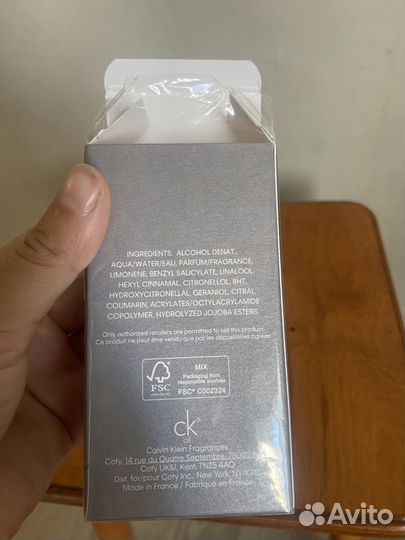 INGREDIENTS: ALCOHOL DENAT.,
AQUA/WATER/EAU, PARFUM/FRAGRANCE,
LIMONENE, BENZYL SALICYLATE, LINALOOL,
HEXYL CINNAMAL, CITRONELLOL, BHT,
HYDROXYCITRONELLAL, GERANIOL, CITRAL,
COUMARIN, ACRYLATES/OCTYLACRYLAMIDE
COPOLYMER, HYDROLYZED JOJOBA ESTERS.
Only authorized retailers are permitted to sell this product.
Ce produit ne peut être vendu que par les dépositaires agréés.
FSC
MIX
Packaging from
responsible sources
FSC® C002324
ck
all
Calvin Klein Fragrances
Coty, 14 rue du Quatre Septembre, 75002
Coty UK&I, Kent, TN25 4AQ
Dist. for/pour Coty Inc., New York, NY 1011
Made in France / Fabriqué en France
Avito